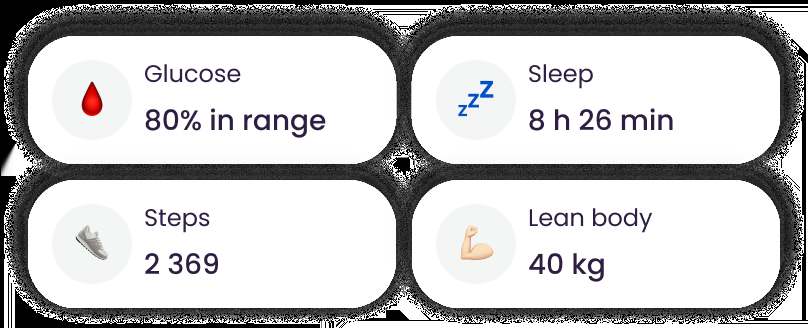 Glucose
80% in range
Sleep
8 h 26 min
Steps
2 369
Lean body
40 kg